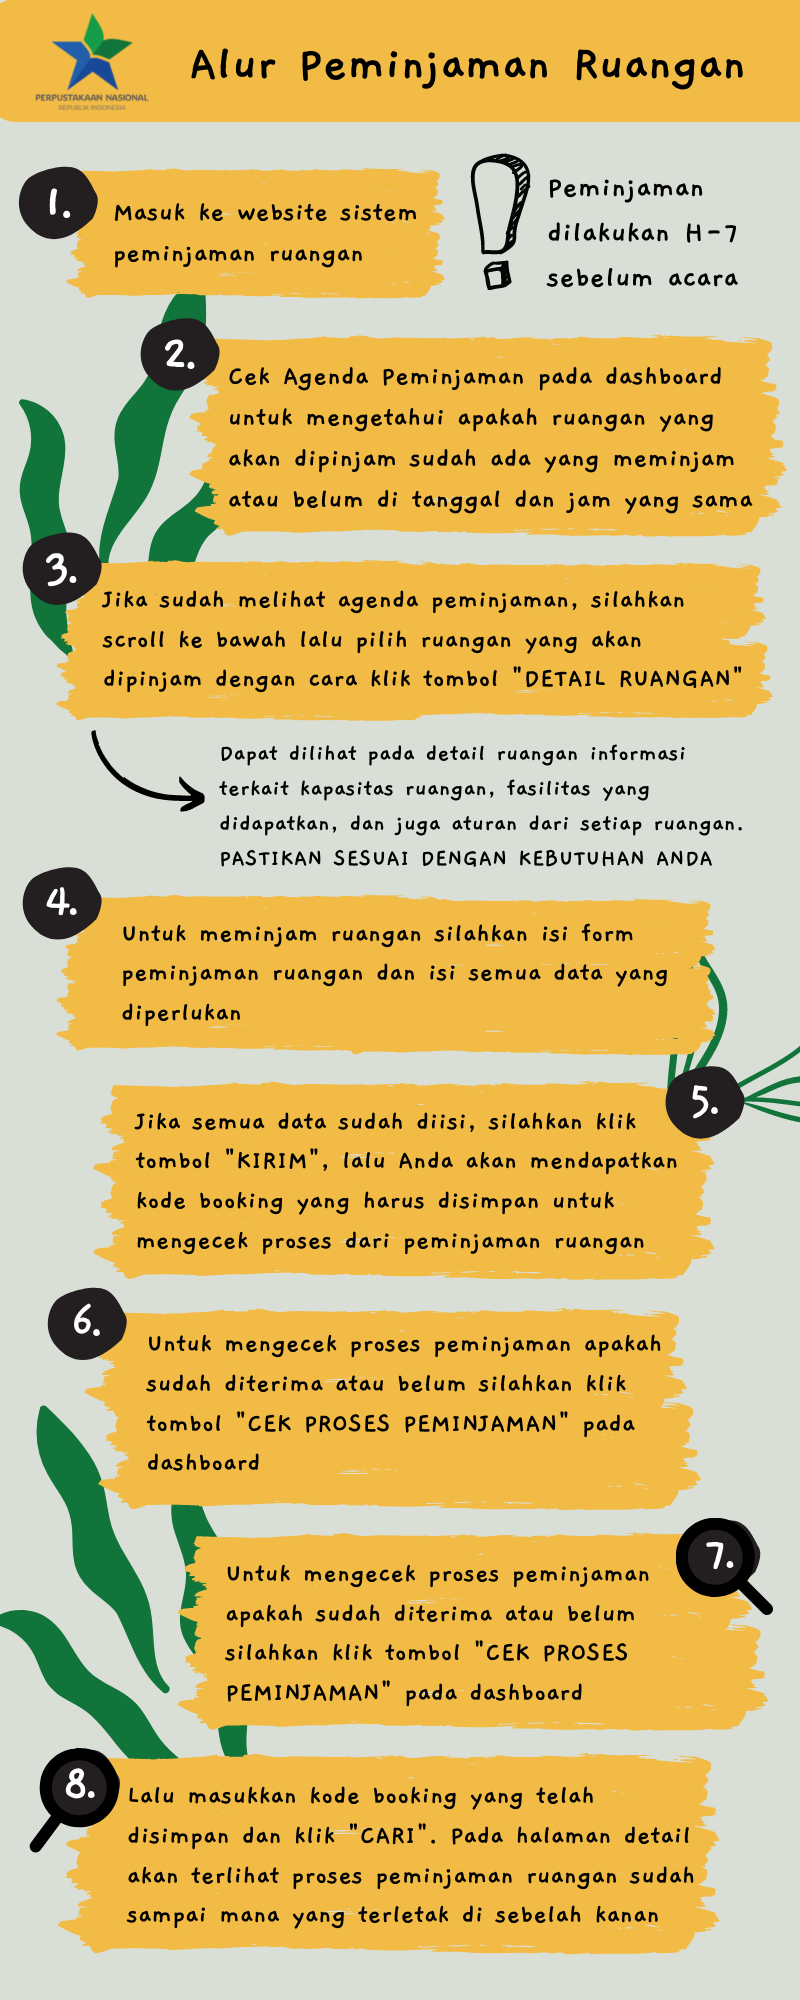 PERPUSTAKAAN NASIONAL
REPUBLIK INDONESIA
Alur Peminjaman Ruangan
1.
Masuk ke website sistem
peminjaman ruangan
Peminjaman
dilakukan H-7
sebelum acara
2.
Cek Agenda Peminjaman pada dashboard
untuk mengetahui apakah ruangan yang
akan dipinjam sudah ada yang meminjam
atau belum di tanggal dan jam yang sama
3.
Jika sudah melihat agenda peminjaman, silahkan
scroll ke bawah lalu pilih ruangan yang akan
dipinjam dengan cara klik tombol "DETAIL RUANGAN"
Dapat dilihat pada detail ruangan informasi
terkait kapasitas ruangan, fasilitas yang
didapatkan, dan juga aturan dari setiap ruangan.
PASTIKAN SESUAI DENGAN KEBUTUHAN ANDA
4.
Untuk meminjam ruangan silahkan isi form
peminjaman ruangan dan isi semua data yang
diperlukan
5.
Jika semua data sudah diisi, silahkan klik
tombol "KIRIM", lalu Anda akan mendapatkan
kode booking yang harus disimpan untuk
mengecek proses dari peminjaman ruangan
6.
Untuk mengecek proses peminjaman apakah
sudah diterima atau belum silahkan klik
tombol "CEK PROSES PEMINJAMAN" pada
dashboard
7.
Untuk mengecek proses peminjaman
apakah sudah diterima atau belum
silahkan klik tombol "CEK PROSES
PEMINJAMAN" pada dashboard
8.
Lalu masukkan kode booking yang telah
disimpan dan klik "CARI". Pada halaman detail
akan terlihat proses peminjaman ruangan sudah
sampai mana yang terletak di sebelah kanan